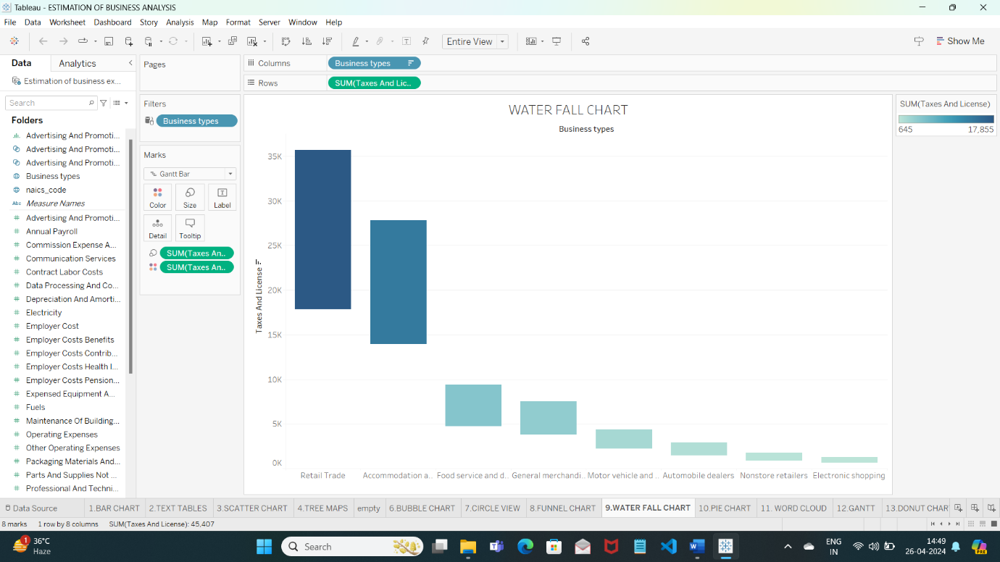 Tableau - ESTIMATION OF BUSINESS ANALYSIS
File Data Worksheet Dashboard Story Analysis Map Format Server Window Help
Entire View
Show Me
Data Analytics
Estimation of business ex...
Search
Folders
Advertising And Promoti...
Advertising And Promoti...
Advertising And Promoti...
Business types
naics_code
Abc Measure Names
Advertising And Promoti...
Annual Payroll
Commission Expense A...
Communication Services
Contract Labor Costs
Data Processing And Co...
Depreciation And Amorti...
Electricity
Employer Cost
Employer Costs Benefits
Employer Costs Contrib...
Employer Costs Health I...
Employer Costs Pension...
Expensed Equipment A...
Fuels
Maintenance Of Building...
Operating Expenses
Other Operating Expenses
Packaging Materials And...
Parts And Supplies Not ...
Professional And Techni...
Pages
Filters
Business types
Marks
Gantt Bar
Color Size Label
Detail Tooltip
SUM(Taxes An..
SUM(Taxes An..
Columns Business types
Rows SUM(Taxes And Lic..
WATER FALL CHART
Business types
Taxes And License
35K
30K
25K
20K
15K
10K
5K
0K
Retail Trade Accommodation a.. Food service and d.. General merchandi.. Motor vehicle and .. Automobile dealers Nonstore retailers Electronic shopping
SUM(Taxes And License)
645 17,855
Data Source 1.BAR CHART 2.TEXT TABLES 3.SCATTER CHART 4.TREE MAPS empty 6.BUBBLE CHART 7.CIRCLE VIEW 8.FUNNEL CHART 9.WATER FALL CHART 10.PIE CHART 11. WORD CLOUD 12.GANTT 13.DONUT CHAR
8 marks 1 row by 8 columns SUM(Taxes And License): 45,407
1
36°C
Haze
Search
ENG
IN
14:49
26-04-2024
PRE